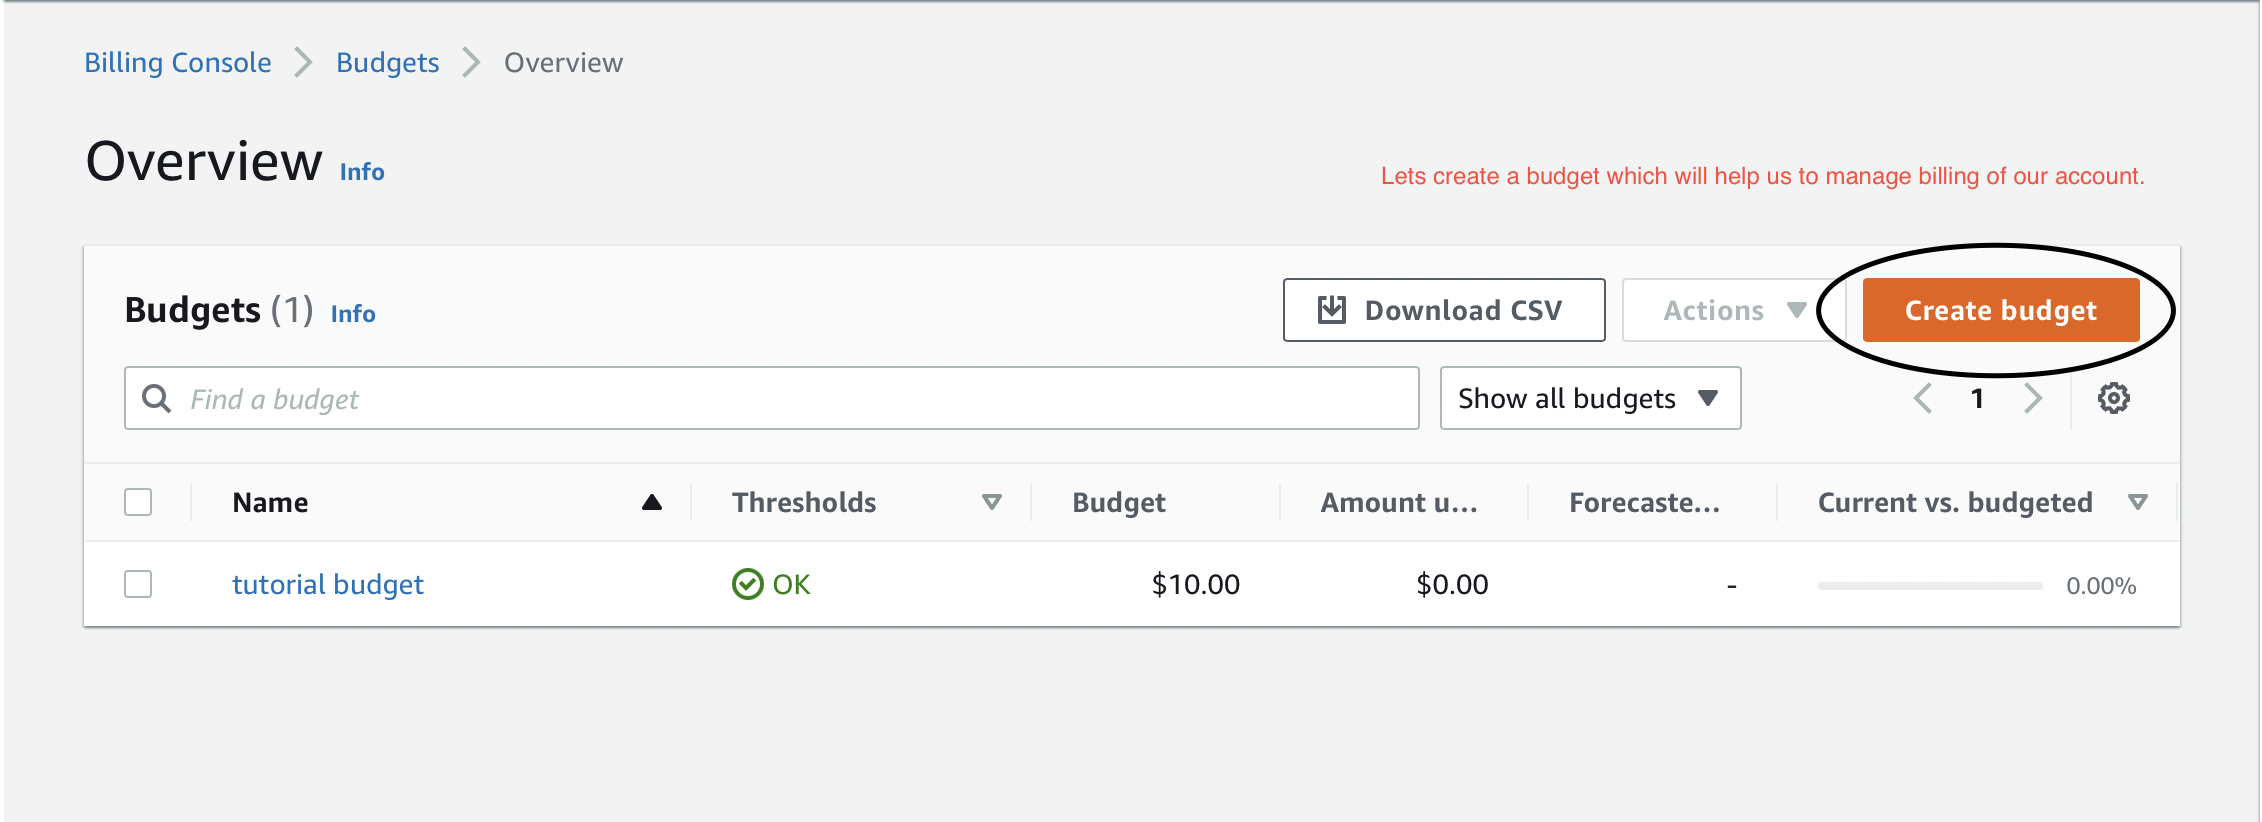 Billing Console > Budgets > Overview
Overview Info
Lets create a budget which will help us to manage billing of our account.
Budgets (1) Info
Download CSV
Actions
Create budget
Find a budget
Show all budgets
1
Name
Thresholds
Budget
Amount u...
Forecaste...
Current vs. budgeted
tutorial budget
OK
$10.00
$0.00
-
0.00%